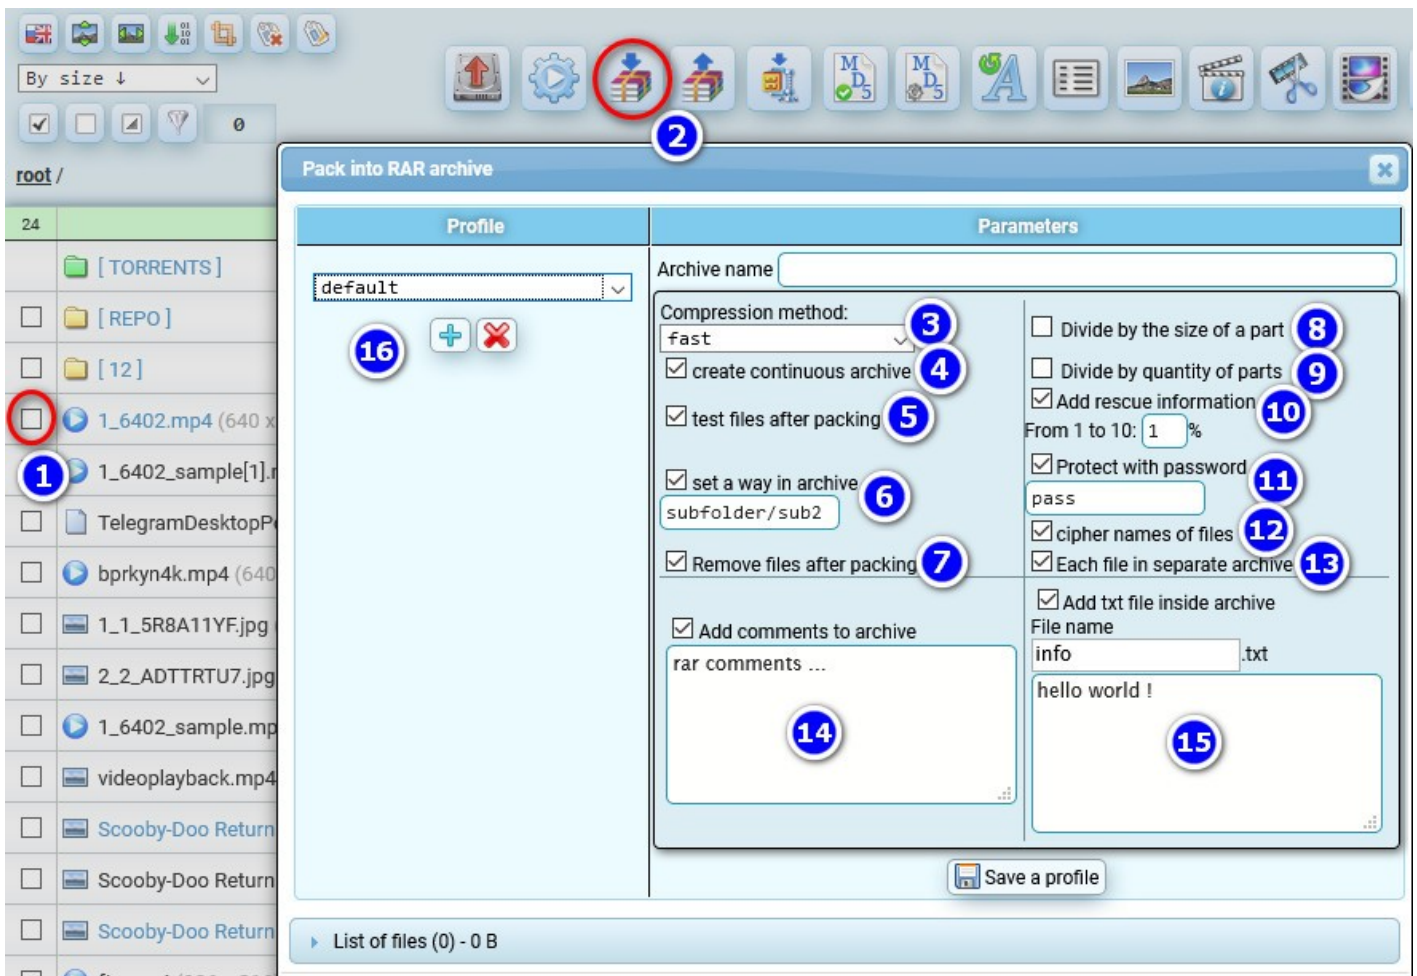 By size ↓
0
2
root /
Pack into RAR archive
24
Profile
Parameters
[ TORRENTS ]
Archive name
default
[ REPO ]
Compression method:
3
Divide by the size of a part
8
16
fast
[ 12 ]
create continuous archive
4
Divide by quantity of parts
9
Add rescue information
10
1_6402.mp4 (640 x
test files after packing
5
From 1 to 10:
1
%
1
1_6402_sample[1].
Protect with password
11
set a way in archive
6
pass
subfolder/sub2
TelegramDesktopP
cipher names of files
12
Remove files after packing
7
Each file in separate archive
13
bprkyn4k.mp4 (640
Add txt file inside archive
1_1_5R8A11YF.jpg
Add comments to archive
File name
rar comments ...
info
.txt
2_2_ADTTRTU7.jpg
hello world !
1_6402_sample.mp
14
15
videoplayback.mp4
Scooby-Doo Return
Scooby-Doo Return
Save a profile
Scooby-Doo Return
List of files (0) - 0 B